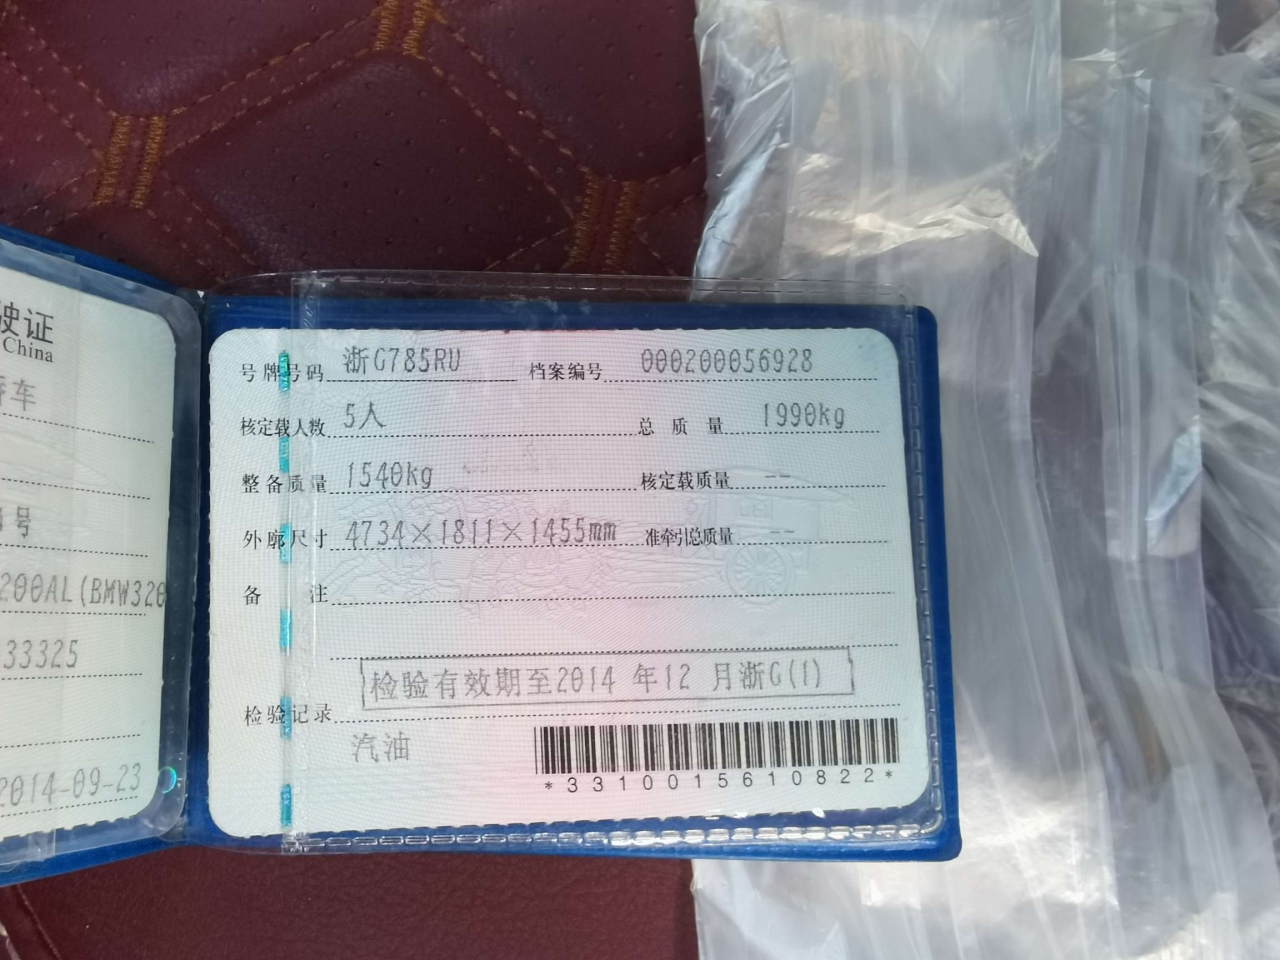 驶证
China
轿车
号
200AL(BMW320
33325
2014-09-23
号牌号码 浙G785RU 档案编号 000200056928
核定载人数 5人 总质量 1990kg
整备质量 1540kg 核定载质量 --
外廓尺寸 4734×1811×1455mm 准牵引总质量 --
备注
检验有效期至2014 年12 月浙G(1)
检验记录
汽油
*3310015610822*